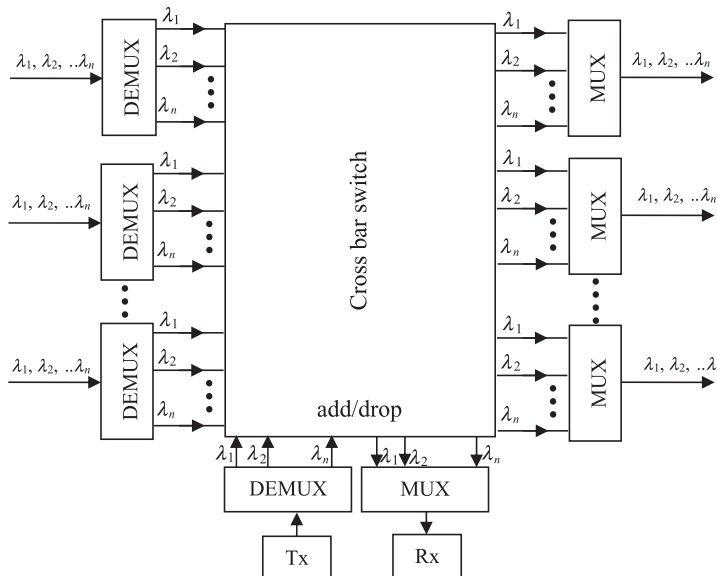 λ1
λ2
λn
λ1, λ2, ..λn
DEMUX
λ1
λ2
λn
MUX
λ1, λ2, ..λn
λ1
λ2
λn
λ1, λ2, ..λn
DEMUX
Cross bar switch
λ1
λ2
λn
MUX
λ1, λ2, ..λn
λ1
λ2
λn
λ1, λ2, ..λn
DEMUX
λ1
λ2
λn
MUX
λ1, λ2, ..λ
add/drop
λ1 λ2 λn λ1 λ2 λn
DEMUX MUX
Tx Rx